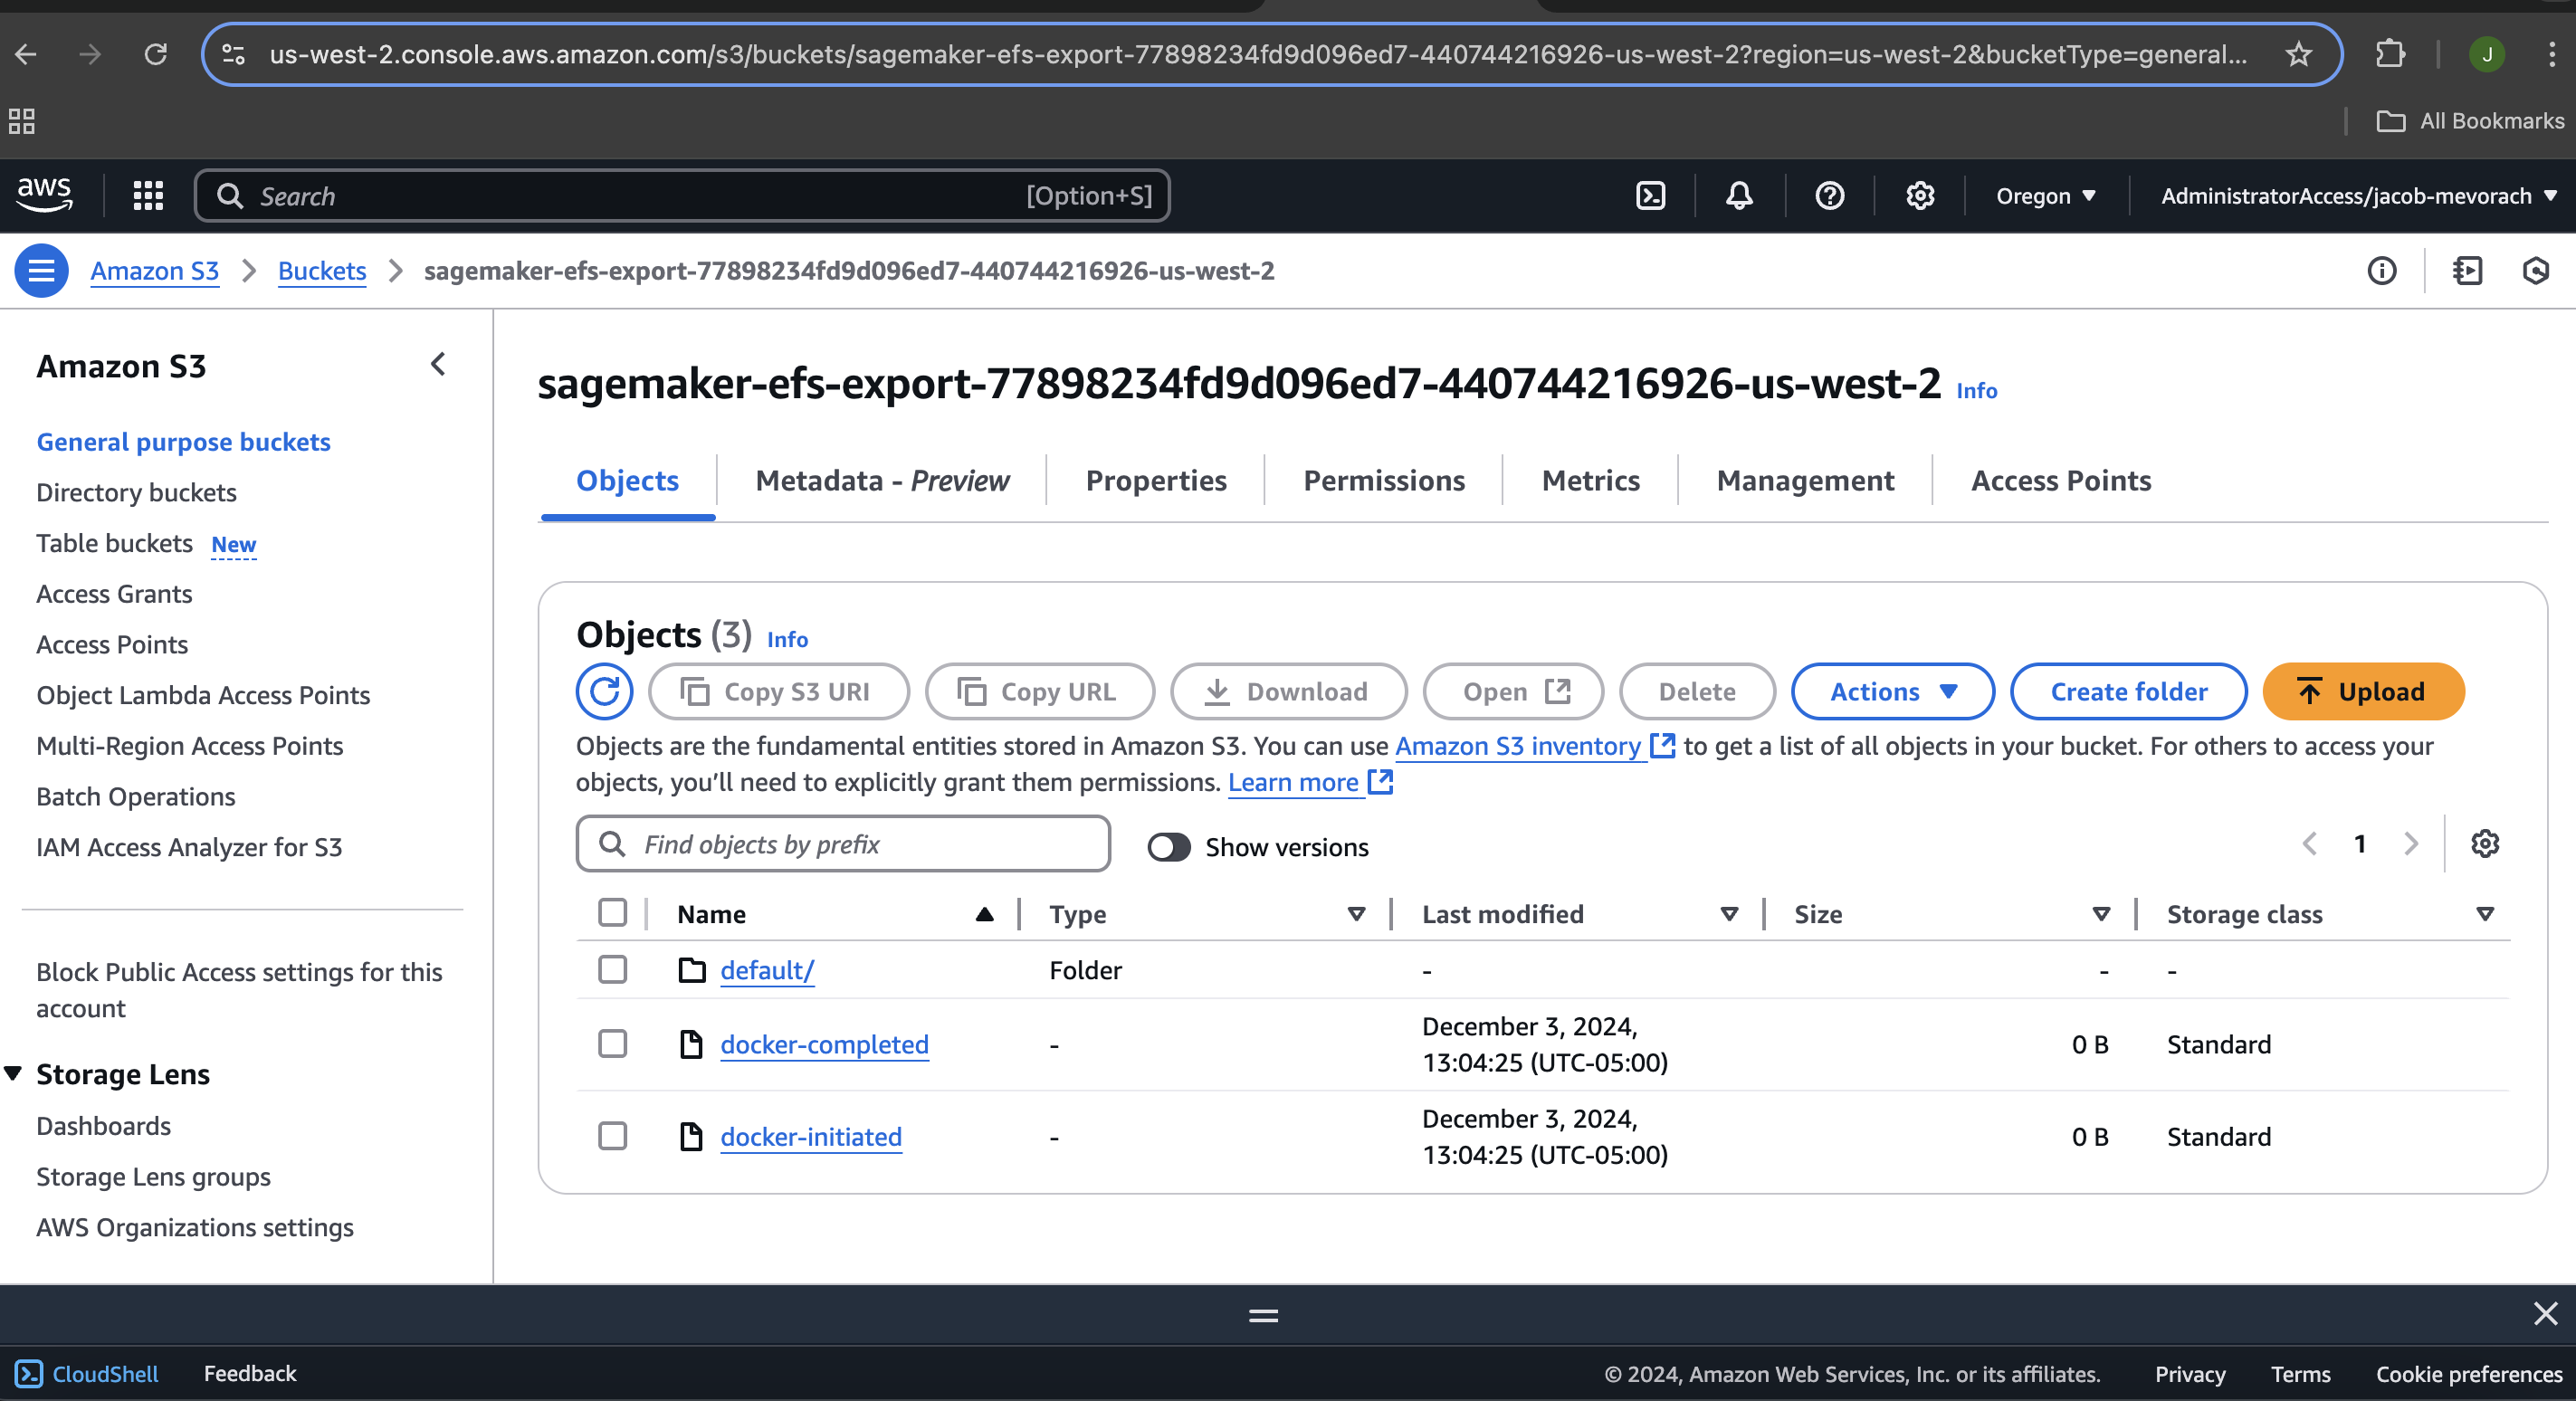 us-west-2.console.aws.amazon.com/s3/buckets/sagemaker-efs-export-77898234fd9d096ed7-440744216926-us-west-2?region=us-west-2&bucketType=general...
J
All Bookmarks
aws
Search
[Option+S]
Oregon
AdministratorAccess/jacob-mevorach
Amazon S3
Buckets
sagemaker-efs-export-77898234fd9d096ed7-440744216926-us-west-2
Amazon S3
General purpose buckets
Directory buckets
Table buckets New
Access Grants
Access Points
Object Lambda Access Points
Multi-Region Access Points
Batch Operations
IAM Access Analyzer for S3
Block Public Access settings for this
account
Storage Lens
Dashboards
Storage Lens groups
AWS Organizations settings
sagemaker-efs-export-77898234fd9d096ed7-440744216926-us-west-2 Info
Objects
Metadata - Preview
Properties
Permissions
Metrics
Management
Access Points
Objects (3) Info
Copy S3 URI
Copy URL
Download
Open
Delete
Actions
Create folder
Upload
Objects are the fundamental entities stored in Amazon S3. You can use Amazon S3 inventory to get a list of all objects in your bucket. For others to access your
objects, you’ll need to explicitly grant them permissions. Learn more
Find objects by prefix
Show versions
1
Name Type Last modified Size Storage class
default/ Folder - - -
docker-completed - December 3, 2024, 0 B Standard
13:04:25 (UTC-05:00)
docker-initiated - December 3, 2024, 0 B Standard
13:04:25 (UTC-05:00)
CloudShell
Feedback
© 2024, Amazon Web Services, Inc. or its affiliates.
Privacy
Terms
Cookie preferences